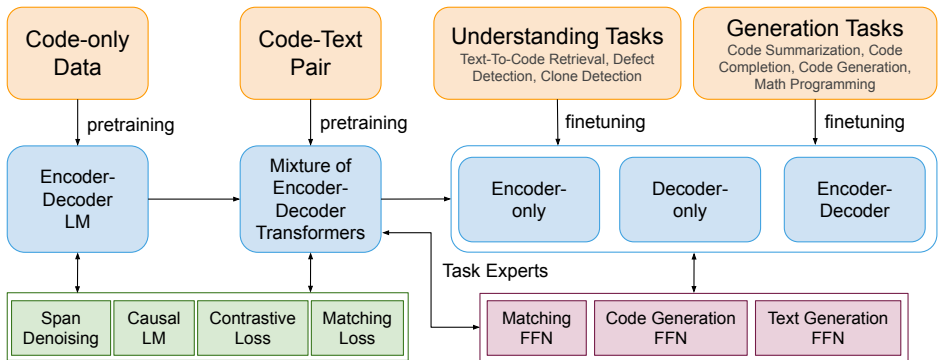 Code-only
Data
Code-Text
Pair
Understanding Tasks
Text-To-Code Retrieval, Defect
Detection, Clone Detection
Generation Tasks
Code Summarization, Code
Completion, Code Generation,
Math Programming
pretraining
pretraining
finetuning
finetuning
Encoder-
Decoder
LM
Mixture of
Encoder-
Decoder
Transformers
Encoder-
only
Decoder-
only
Encoder-
Decoder
Task Experts
Span
Denoising
Causal
LM
Contrastive
Loss
Matching
Loss
Matching
FFN
Code Generation
FFN
Text Generation
FFN